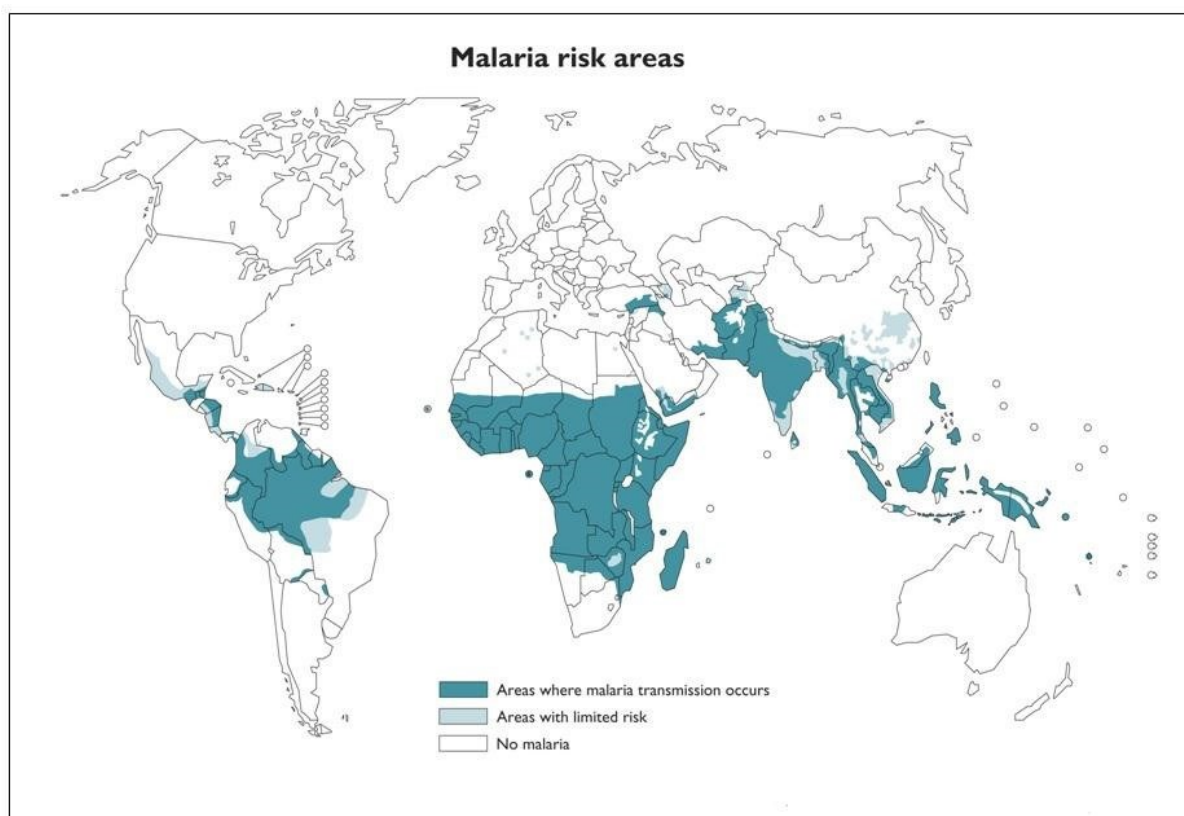 Malaria risk areas
Areas where malaria transmission occurs
Areas with limited risk
No malaria